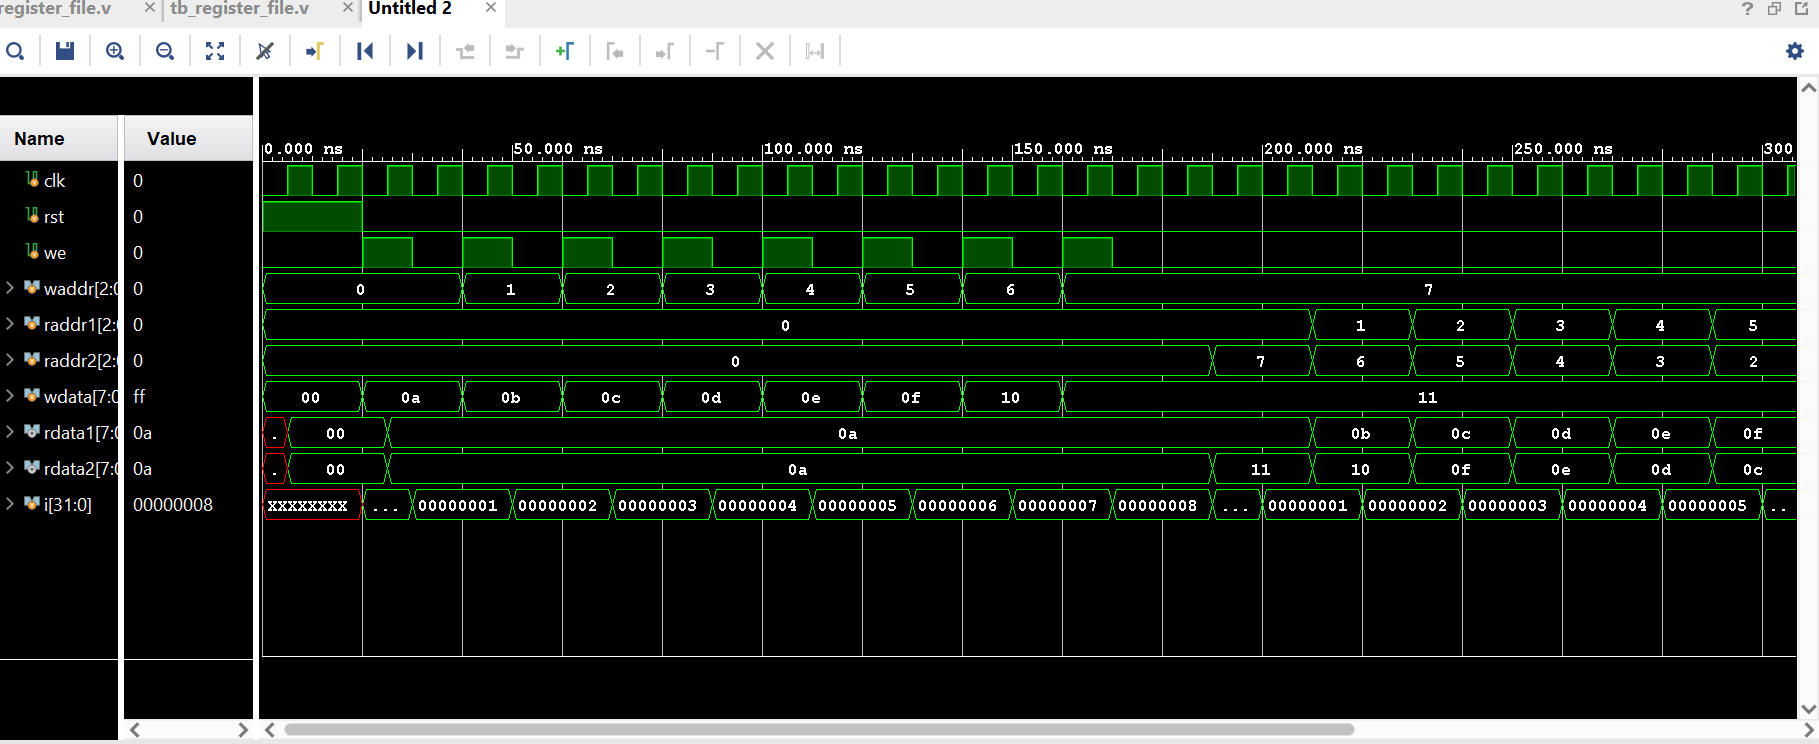 register_file.v tb_register_file.v Untitled 2
Name Value
0.000 ns 50.000 ns 100.000 ns 150.000 ns 200.000 ns 250.000 ns 300
clk 0
rst 0
we 0
waddr[2:0 0 0 1 2 3 4 5 6 7
raddr1[2:0 0 0 1 2 3 4 5
raddr2[2:0 0 0 7 6 5 4 3 2
wdata[7:0 ff 00 0a 0b 0c 0d 0e 0f 10 11
rdata1[7:0 0a . 00 0a 0b 0c 0d 0e 0f
rdata2[7:0 0a . 00 0a 11 10 0f 0e 0d 0c
i[31:0] 00000008 xxxxxxxx ... 00000001 00000002 00000003 00000004 00000005 00000006 00000007 00000008 ... 00000001 00000002 00000003 00000004 00000005 ..